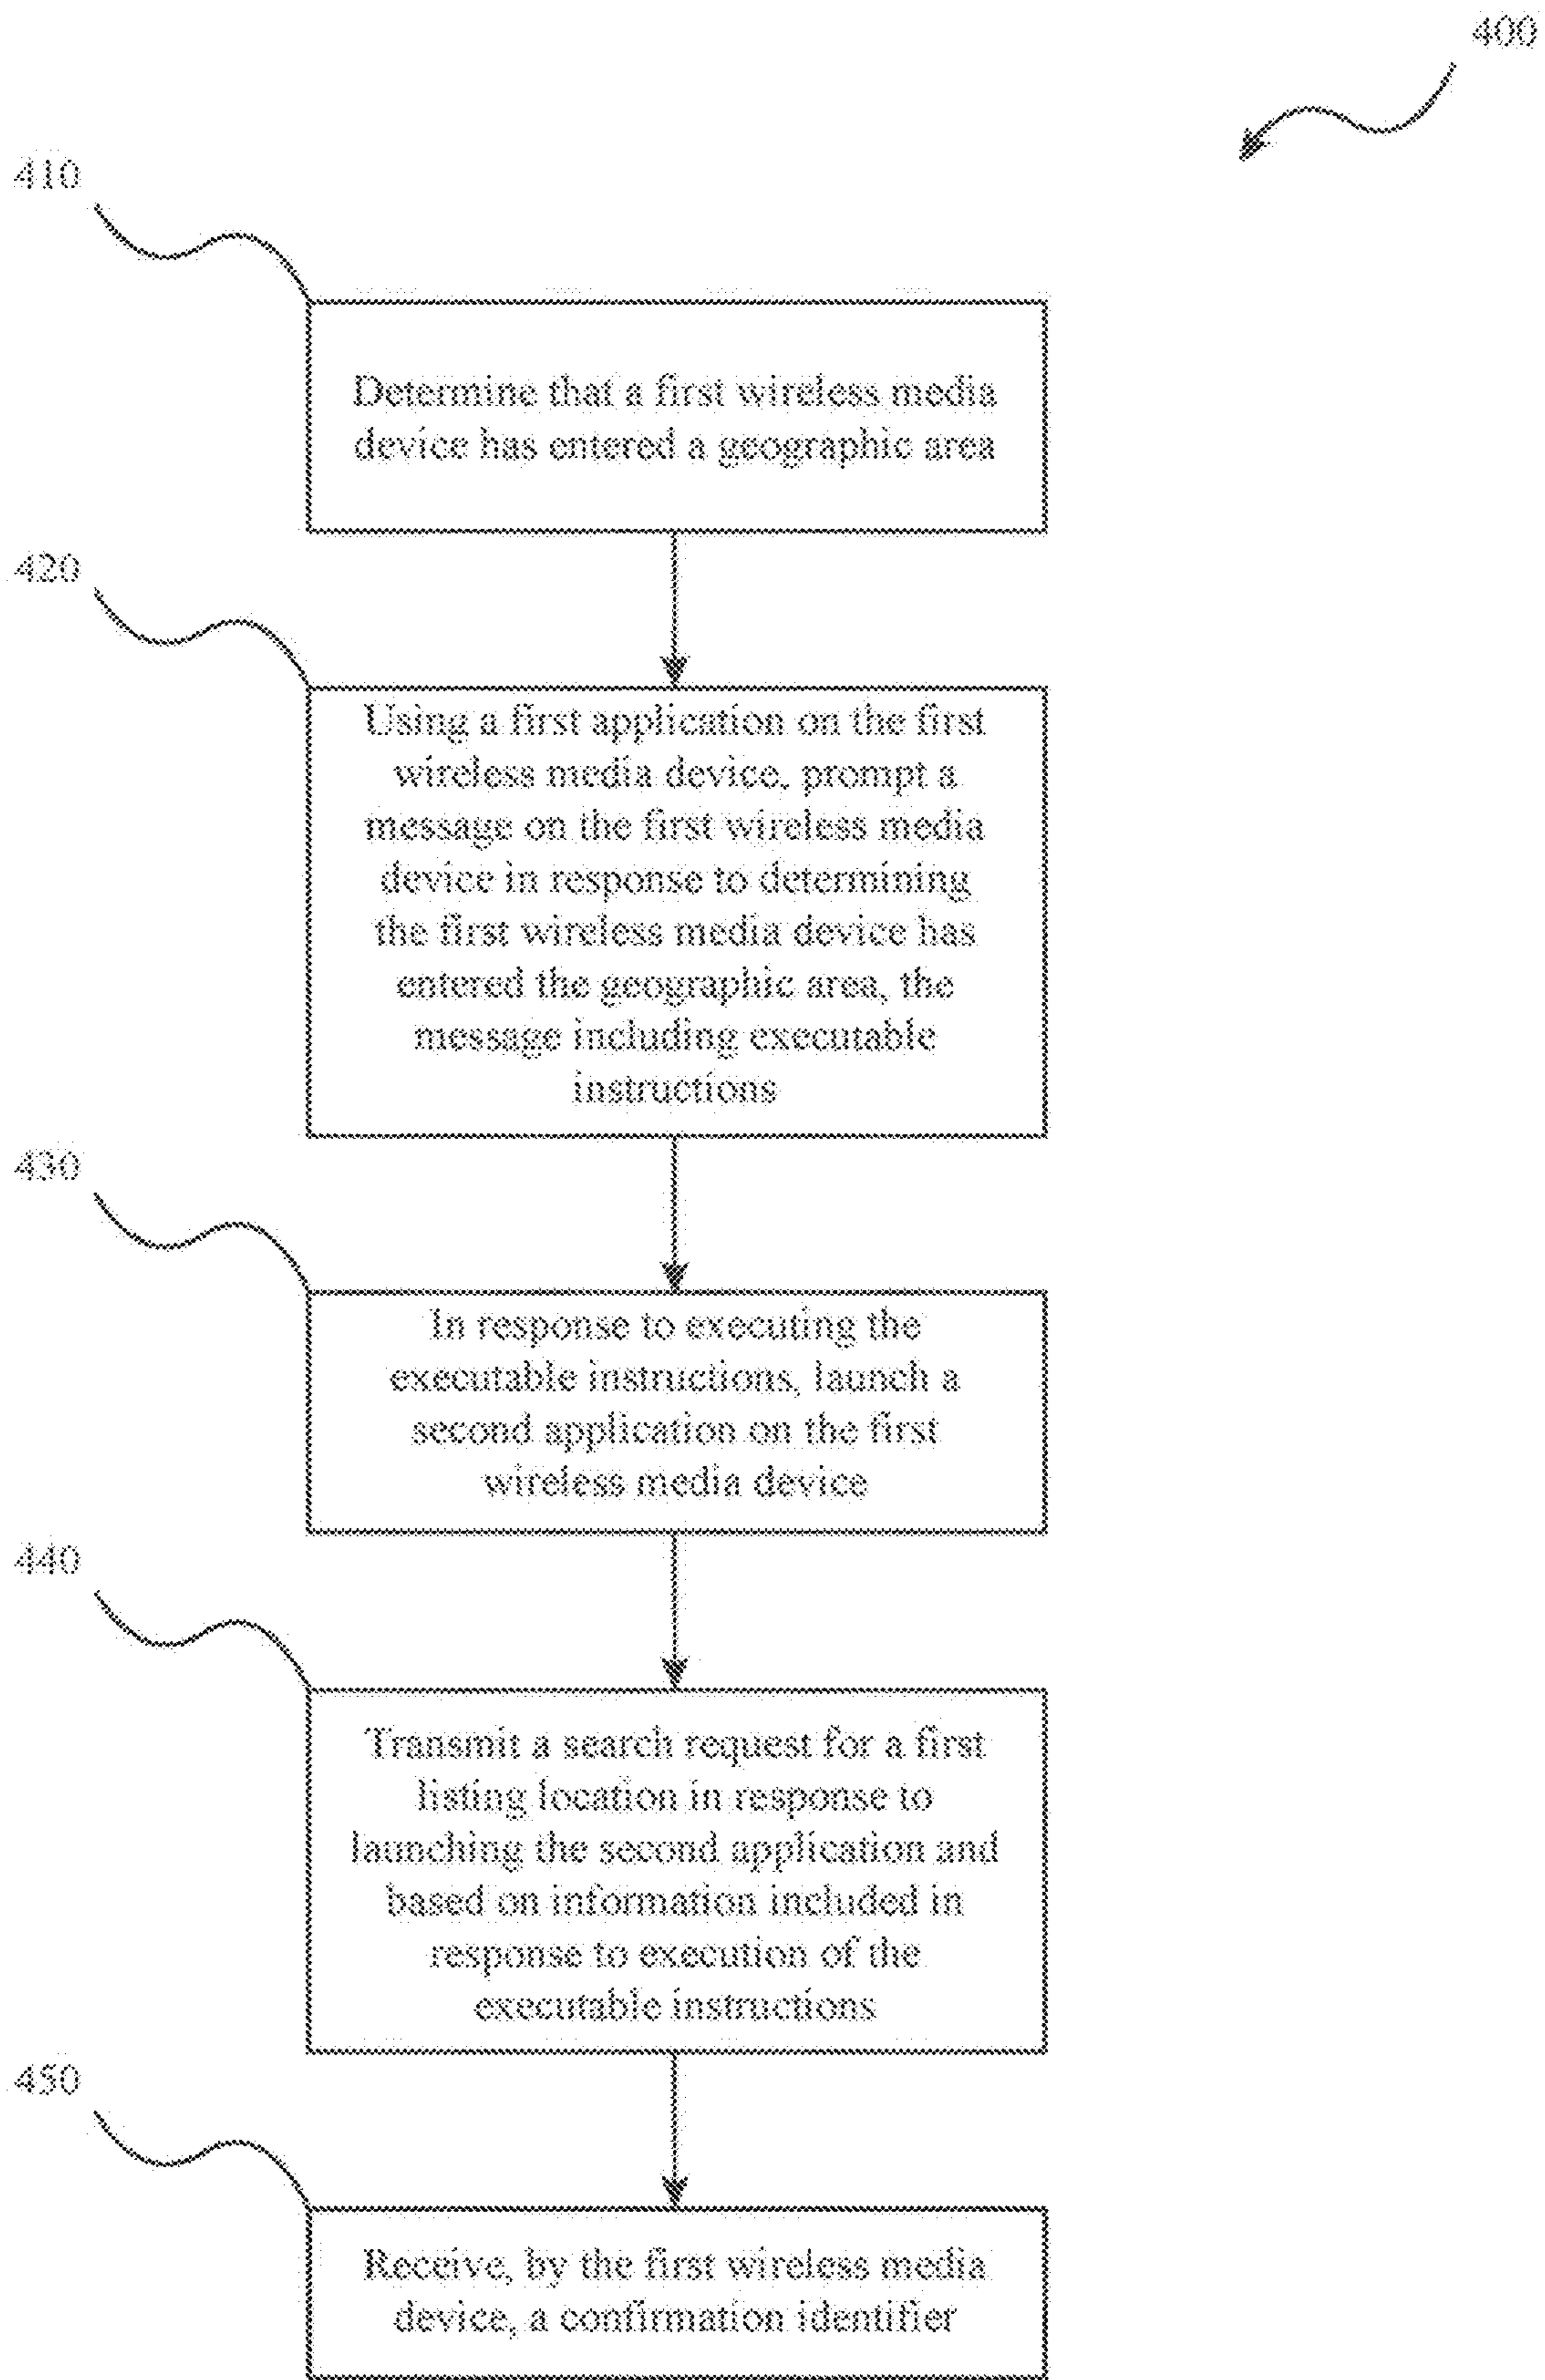 400
410
Determine that a first wireless media
device has entered a geographic area
420
Using a first application on the first
wireless media device, prompt a
message on the first wireless media
device in response to determining
the first wireless media device has
entered the geographic area, the
message including executable
instructions
430
In response to executing the
executable instructions, launch a
second application on the first
wireless media device
440
Transmit a search request for a first
listing location in response to
launching the second application and
based on information included in
response to execution of the
executable instructions
450
Receive, by the first wireless media
device, a confirmation identifier